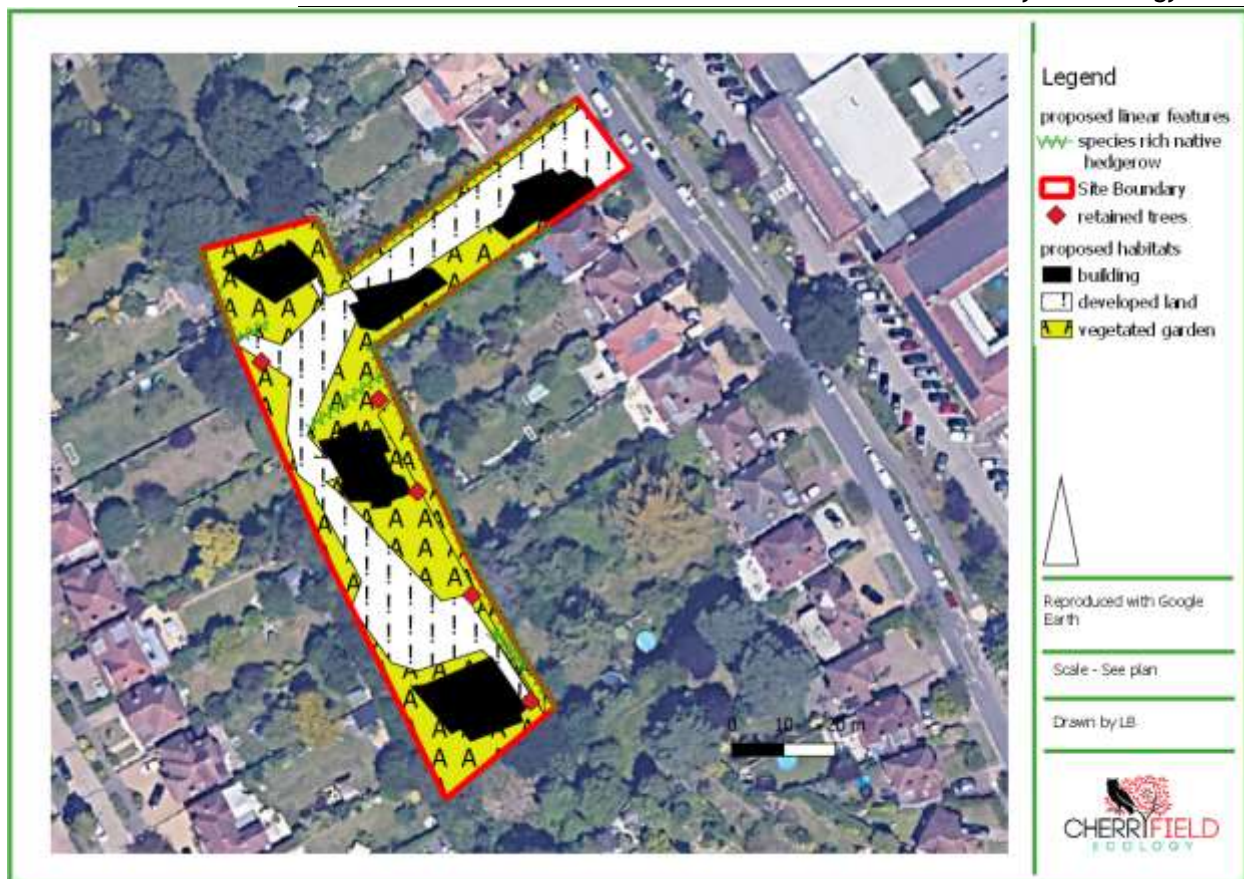 Legend
proposed linear features
species rich native
hedgerow
Site Boundary
retained trees
proposed habitats
building
developed land
vegetated garden
Reproduced with Google
Earth
Scale - See plan
Drawn by LB
0 10 20 m
CHERRYFIELD
ECOLOGY